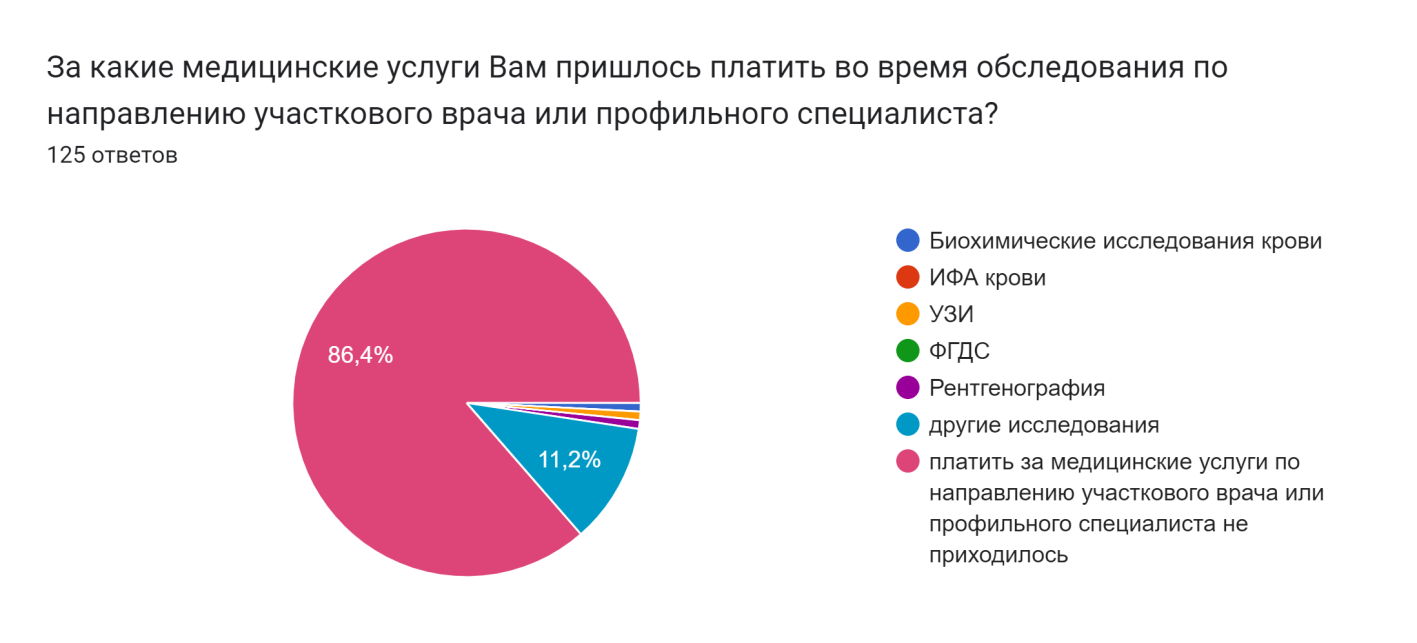 За какие медицинские услуги Вам пришлось платить во время обследования по
направлению участкового врача или профильного специалиста?
125 ответов
86,4%
11,2%
Биохимические исследования крови
ИФА крови
УЗИ
ФГДС
Рентгенография
другие исследования
платить за медицинские услуги по
направлению участкового врача или
профильного специалиста не
приходилось